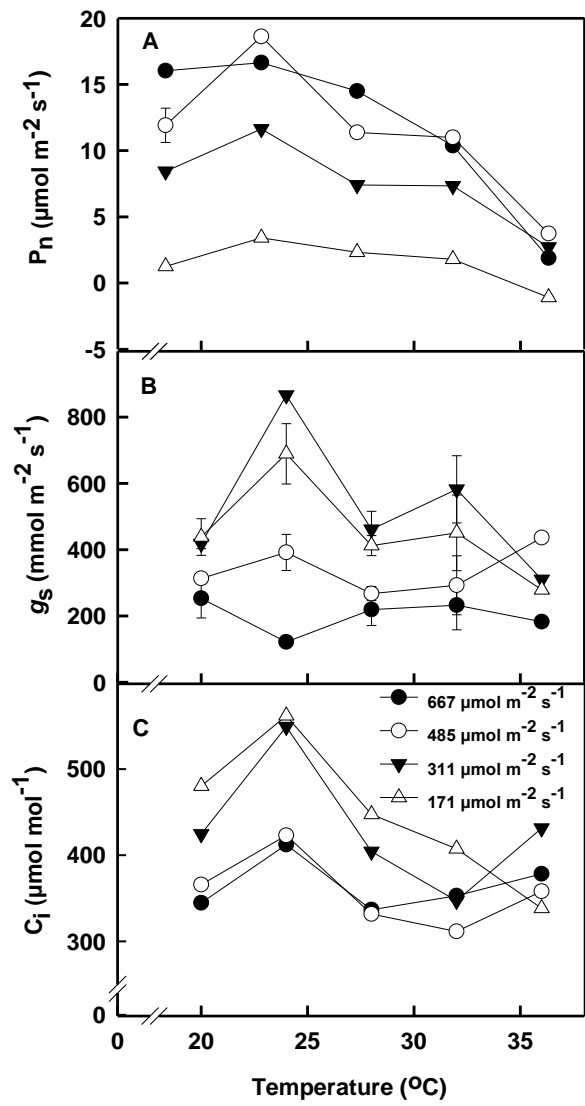 A
20
15
10
5
0
-5
Pn (µmol m⁻² s⁻¹)
B
800
600
400
200
0
gs (mmol m⁻² s⁻¹)
C
667 µmol m⁻² s⁻¹
485 µmol m⁻² s⁻¹
311 µmol m⁻² s⁻¹
171 µmol m⁻² s⁻¹
500
400
300
0
Ci (µmol mol⁻¹)
0 20 25 30 35
Temperature (ºC)